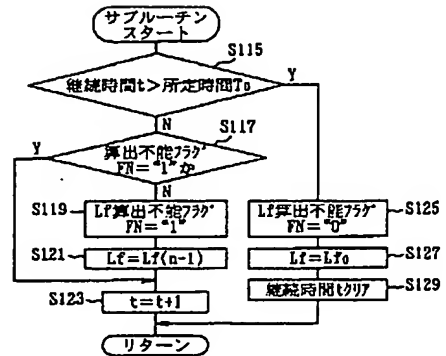 サブルーチン
スタート
S115
継続時間t>所定時間T₀
Y
N
S117
Y
算出不能フラグ
FN="1"か
N
S119
Lf算出不能フラグ
FN="1"
S125
Lf算出不能フラグ
FN="0"
S121
Lf=Lf(n-1)
S127
Lf=Lf₀
S129
継続時間tクリア
S123
t=t+1
リターン